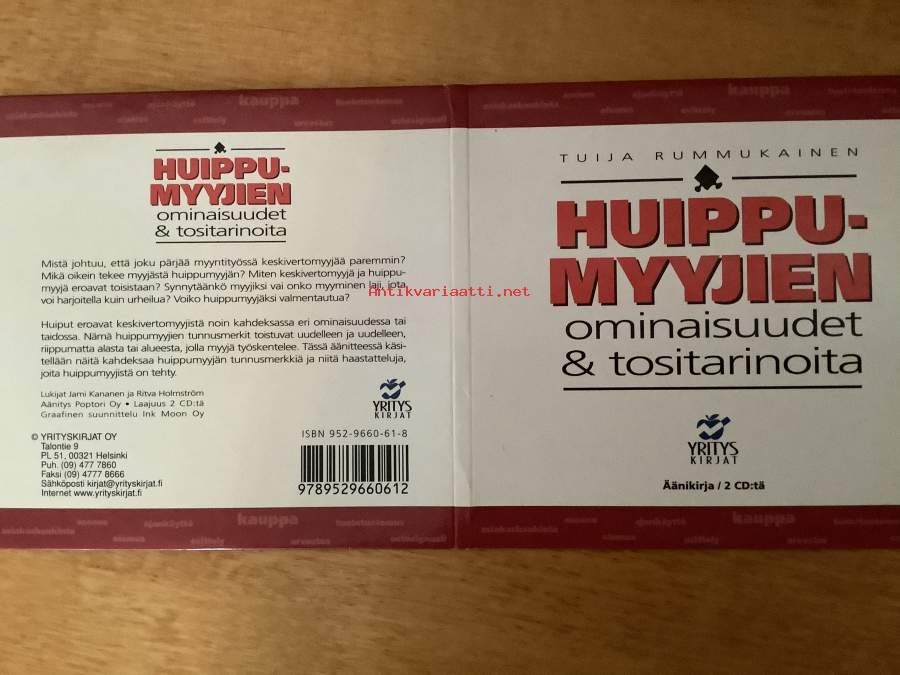 kauppa
HUIPPU-
MYYJIEN
ominaisuudet
& tositarinoita
Mistä johtuu, että joku pärjää myyntityössä keskivertomyyjää paremmin?
Mikä oikein tekee myyjästä huippumyyjän? Miten keskivertomyyjä ja huippu-
myyjä eroavat toisistaan? Synnytäänkö myyjiksi vai onko myyminen laji, jota
voi harjoitella kuin urheilua? Voiko huippumyyjäksi valmentautua?
Huiput eroavat keskivertomyyjistä noin kahdeksassa eri ominaisuudessa tai
taidossa. Nämä huippumyyjien tunnusmerkit toistuvat uudelleen ja uudelleen,
riippumatta alasta tai alueesta, jolla myyjä työskentelee. Tässä äänitteessä käsi-
tellään näitä kahdeksaa huippumyyjän tunnusmerkkiä ja niitä haastatteluja,
joita huippumyyjistä on tehty.
Lukijat Jami Kananen ja Ritva Holmström
Äänitys Poptori Oy • Laajuus 2 CD:tä
Graafinen suunnittelu Ink Moon Oy
YRITYS
KIRJAT
© YRITYSKIRJAT OY
Talontie 9
PL 51, 00321 Helsinki
Puh. (09) 477 7860
Faksi (09) 4777 8666
Sähköposti kirjat@yrityskirjat.fi
Internet www.yrityskirjat.fi
ISBN 952-9660-61-8
9789529660612
kauppa
Antikvariaatti.net
kauppa
TUIJA RUMMUKAINEN
HUIPPU-
MYYJIEN
ominaisuudet
& tositarinoita
YRITYS
KIRJAT
Äänikirja / 2 CD:tä
kauppa